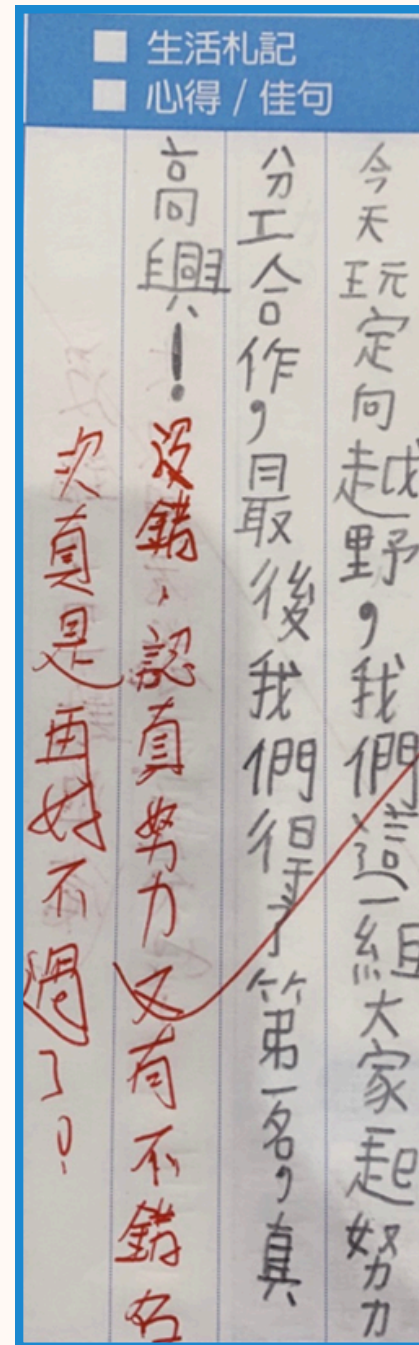 ■ 生活札記
■ 心得 / 佳句
今天玩定向越野，我們這一組大家一起努力
分工合作，最後我們得了第一名，真
高興！沒錯，認真努力又有不錯名
次真是再好不過了！